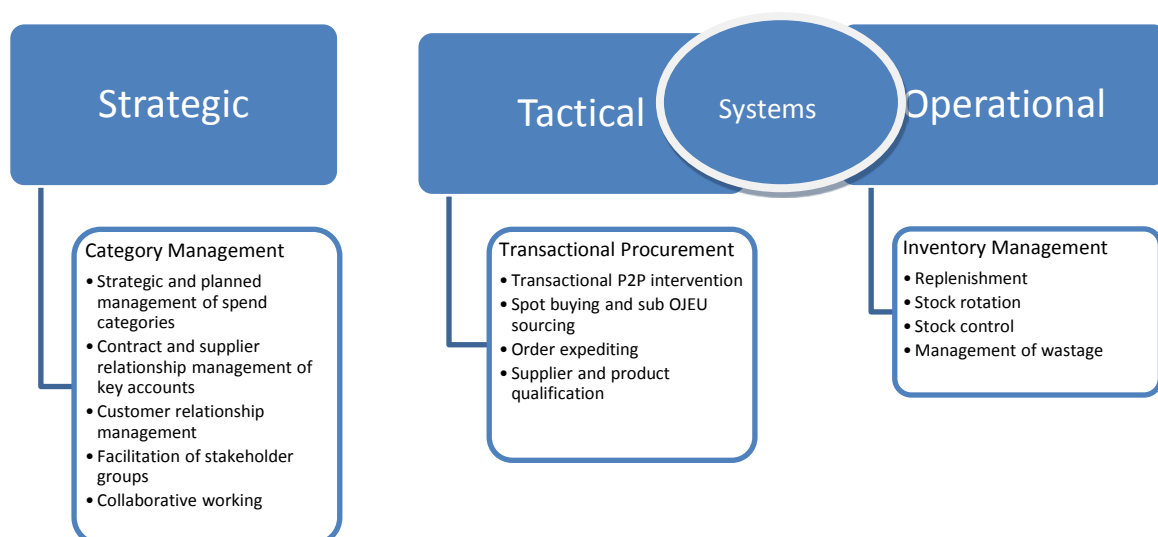 Strategic
Category Management
• Strategic and planned
management of spend
categories
• Contract and supplier
relationship management of
key accounts
• Customer relationship
management
• Facilitation of stakeholder
groups
• Collaborative working
Tactical
Systems
Operational
Transactional Procurement
• Transactional P2P intervention
• Spot buying and sub OJEU
sourcing
• Order expediting
• Supplier and product
qualification
Inventory Management
• Replenishment
• Stock rotation
• Stock control
• Management of wastage